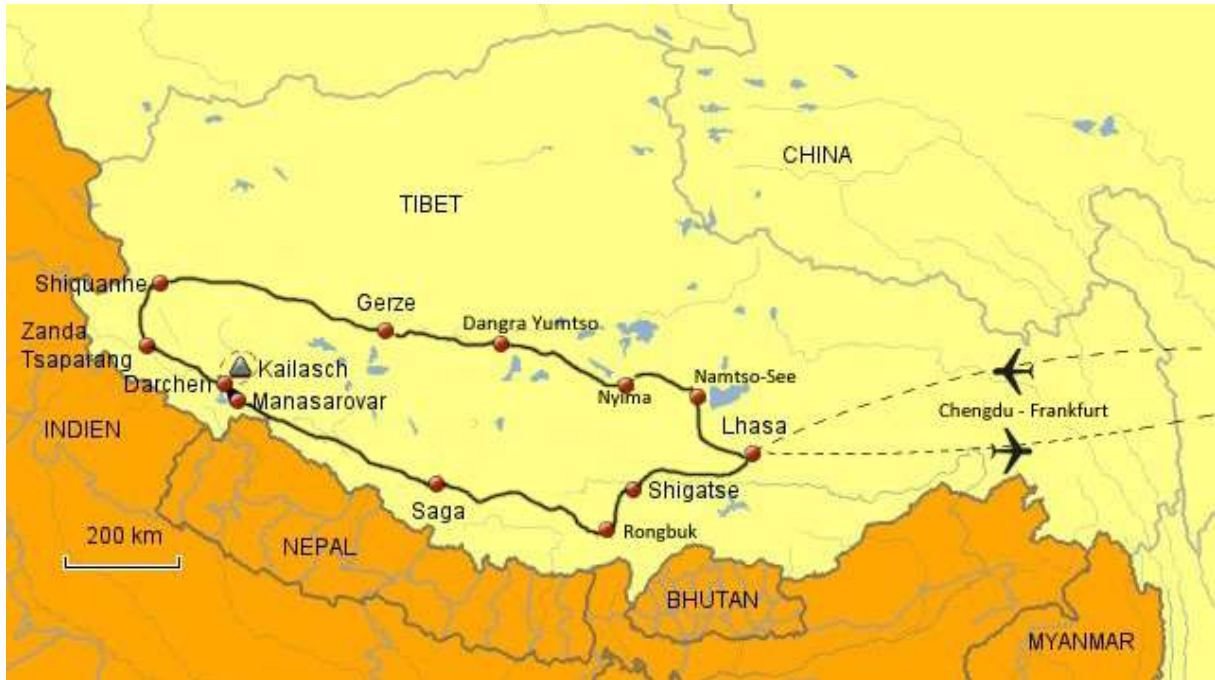 CHINA
TIBET
Shiquanhe
Gerze
Dangra Yumtso
Zanda
Tsaparang
Kailasch
Darchen
Manasarovar
Nyima
Namtso-See
Chengdu - Frankfurt
Lhasa
INDIEN
Shigatse
Saga
Rongbuk
200 km
NEPAL
BHUTAN
MYANMAR